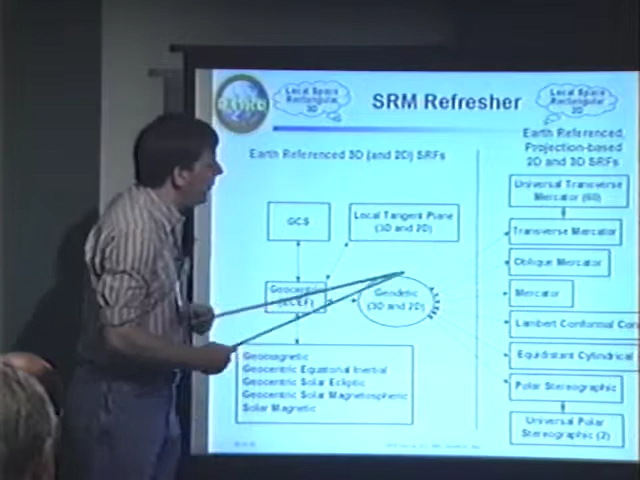 Local Space
Rectangular
3D
SRM Refresher
Local Space
Rectangular
2D
Earth Referenced 3D (and 2D) SRFs
Earth Referenced,
Projection-based
2D and 3D SRFs
GCS
Local Tangent Plane
(3D and 2D)
Geocentric
(ECEF)
Geodetic
(3D and 2D)
Geomagnetic
Geocentric Equatorial Inertial
Geocentric Solar Ecliptic
Geocentric Solar Magnetospheric
Solar Magnetic
Universal Transverse
Mercator (60)
Transverse Mercator
Oblique Mercator
Mercator
Lambert Conformal Con
Equidistant Cylindrical
Polar Stereographic
Universal Polar
Stereographic (2)